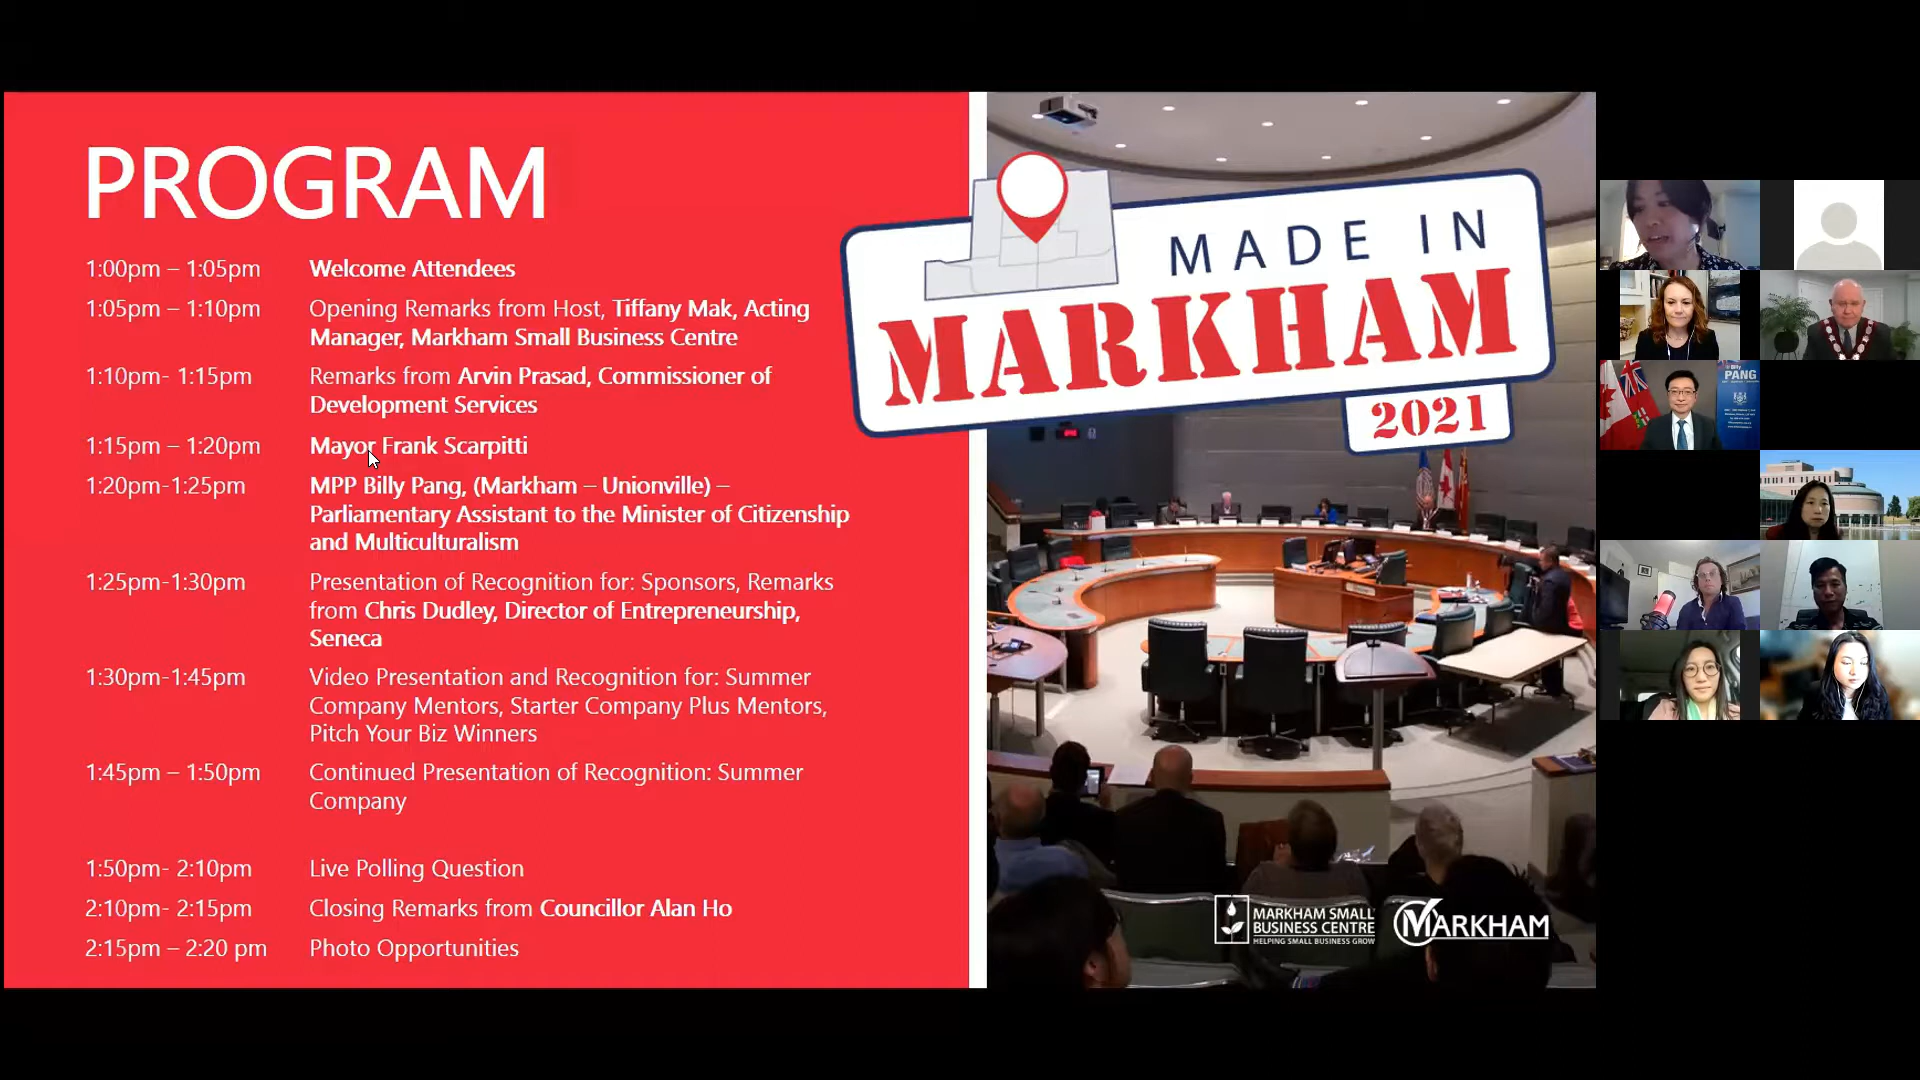 PROGRAM
1:00pm – 1:05pm Welcome Attendees
1:05pm – 1:10pm Opening Remarks from Host, Tiffany Mak, Acting
Manager, Markham Small Business Centre
1:10pm- 1:15pm Remarks from Arvin Prasad, Commissioner of
Development Services
1:15pm – 1:20pm Mayor Frank Scarpitti
1:20pm-1:25pm MPP Billy Pang, (Markham – Unionville) –
Parliamentary Assistant to the Minister of Citizenship
and Multiculturalism
1:25pm-1:30pm Presentation of Recognition for: Sponsors, Remarks
from Chris Dudley, Director of Entrepreneurship,
Seneca
1:30pm-1:45pm Video Presentation and Recognition for: Summer
Company Mentors, Starter Company Plus Mentors,
Pitch Your Biz Winners
1:45pm – 1:50pm Continued Presentation of Recognition: Summer
Company
1:50pm- 2:10pm Live Polling Question
2:10pm- 2:15pm Closing Remarks from Councillor Alan Ho
2:15pm – 2:20 pm Photo Opportunities
MADE IN
MARKHAM
2021
MARKHAM SMALL
BUSINESS CENTRE
HELPING SMALL BUSINESS GROW
MARKHAM
Billy
PANG